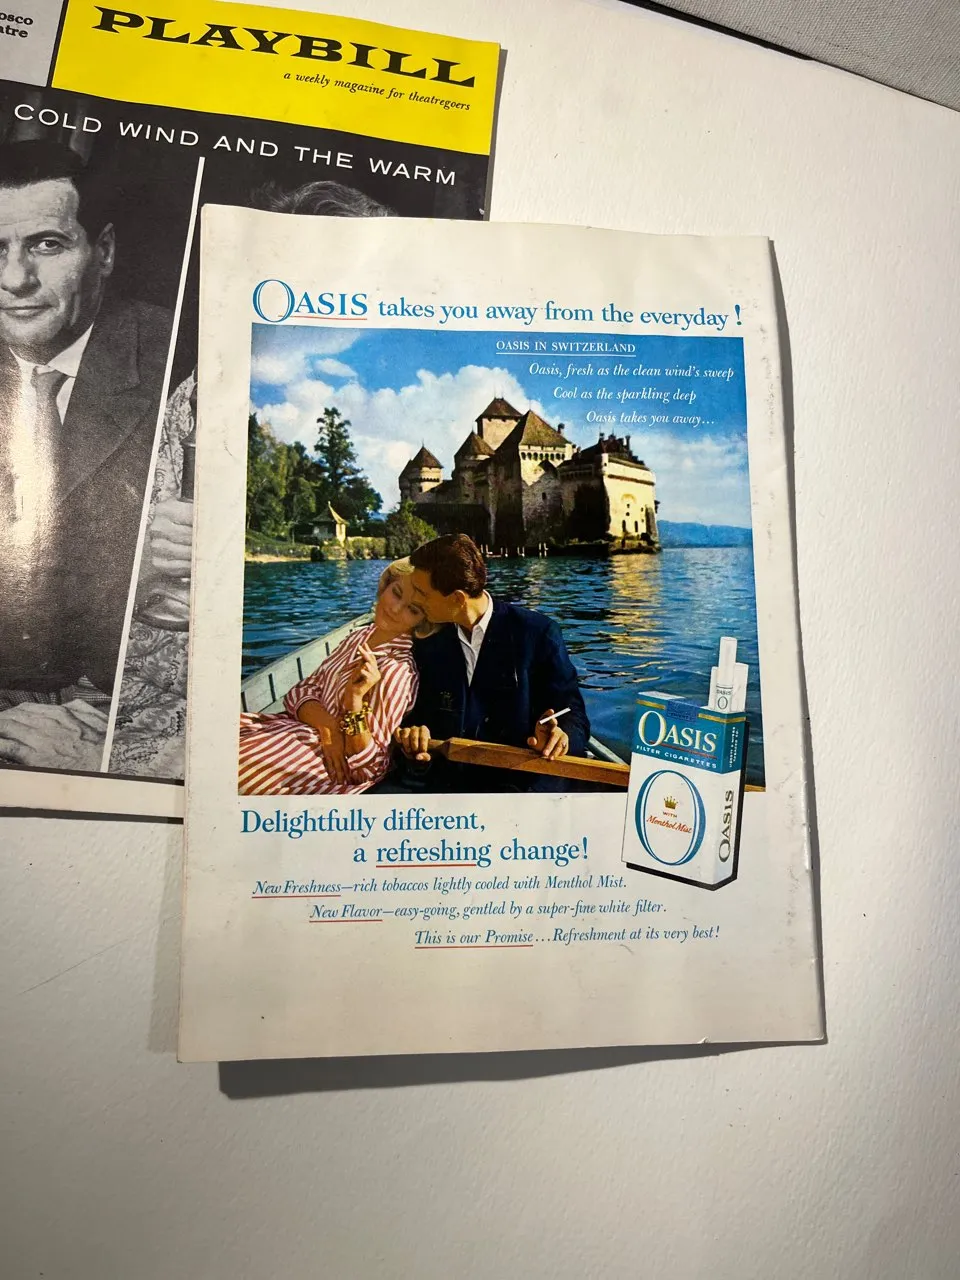 osco
atre
PLAYBILL
a weekly magazine for theatregoers
COLD WIND AND THE WARM
OASIS takes you away from the everyday!
OASIS IN SWITZERLAND
Oasis, fresh as the clean wind's sweep
Cool as the sparkling deep
Oasis takes you away...
OASIS
O
OASIS
FILTER CIGARETTES
O
WITH
Menthol Mist
OASIS
Delightfully different,
a refreshing change!
New Freshness—rich tobaccos lightly cooled with Menthol Mist.
New Flavor—easy-going, gentled by a super-fine white filter.
This is our Promise...Refreshment at its very best!